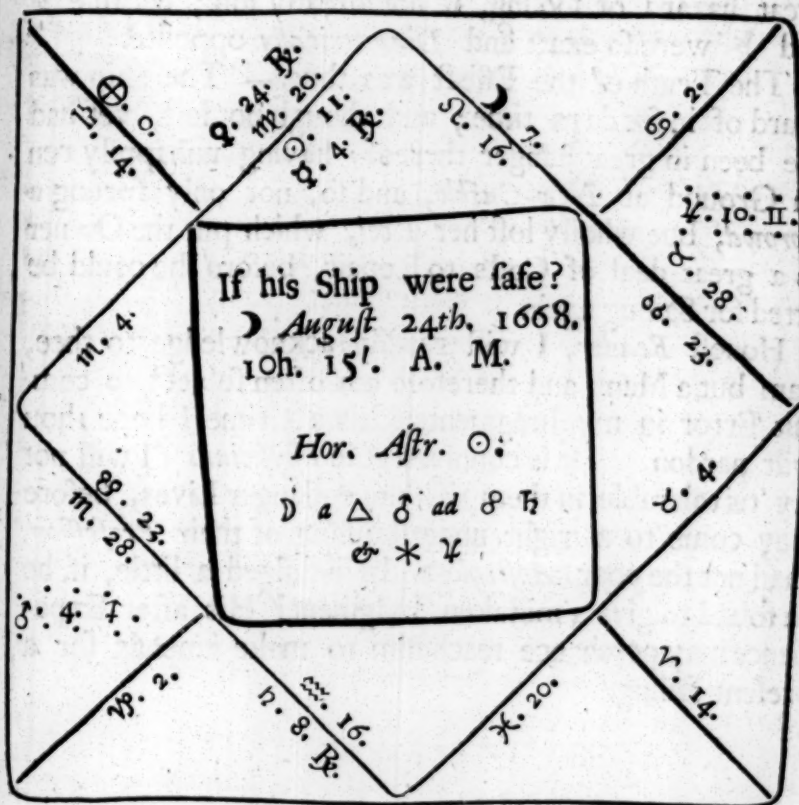 ⊕. 0.
♎. 14.
☿. 24. ℞.
♍. 20.
☉. 11.
♀. 4. ℞.
☽ 7.
♌. 16.
♋. 2.
♃. 10. ♊.
♉. 28.
☋. 23.
♏. 4.
If his Ship were ſafe?
☽ Auguſt 24th. 1668.
10h. 15'. A. M.
Hor. Aſtr. ☉.
☽ a △ ♂ ad ☍ ♄
& ⚹ ♃
♉. 4.
☊. 23.
♏. 28.
♂. 4. ♐.
♑. 2.
♒. 16.
♄. 8. ℞.
♓. 20.
♈. 14.